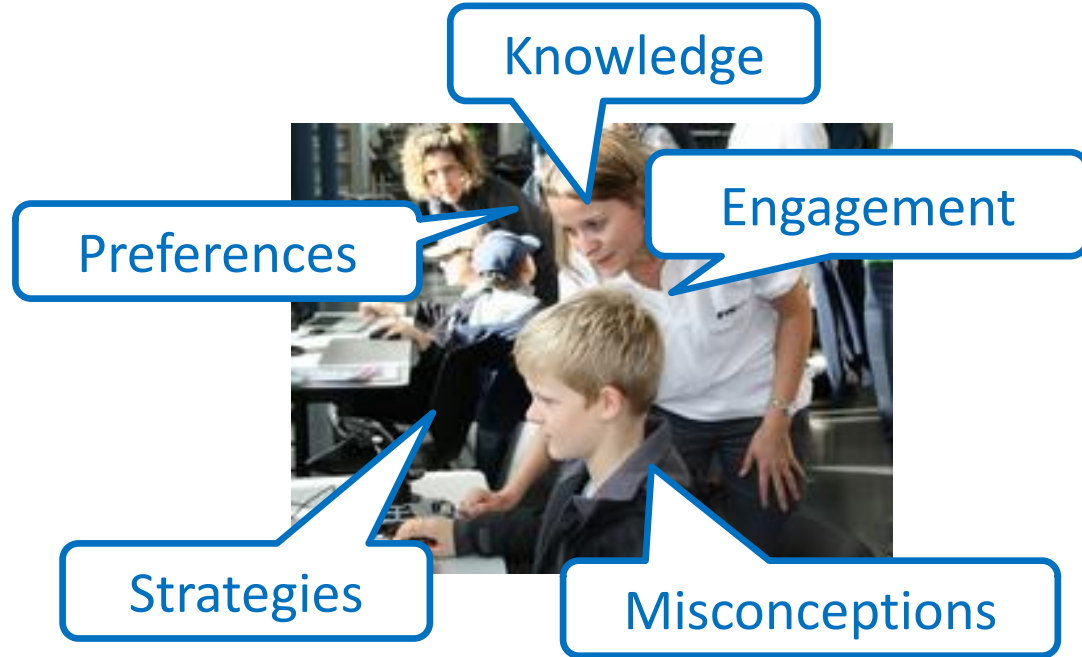 Knowledge
Engagement
Preferences
Strategies
Misconceptions